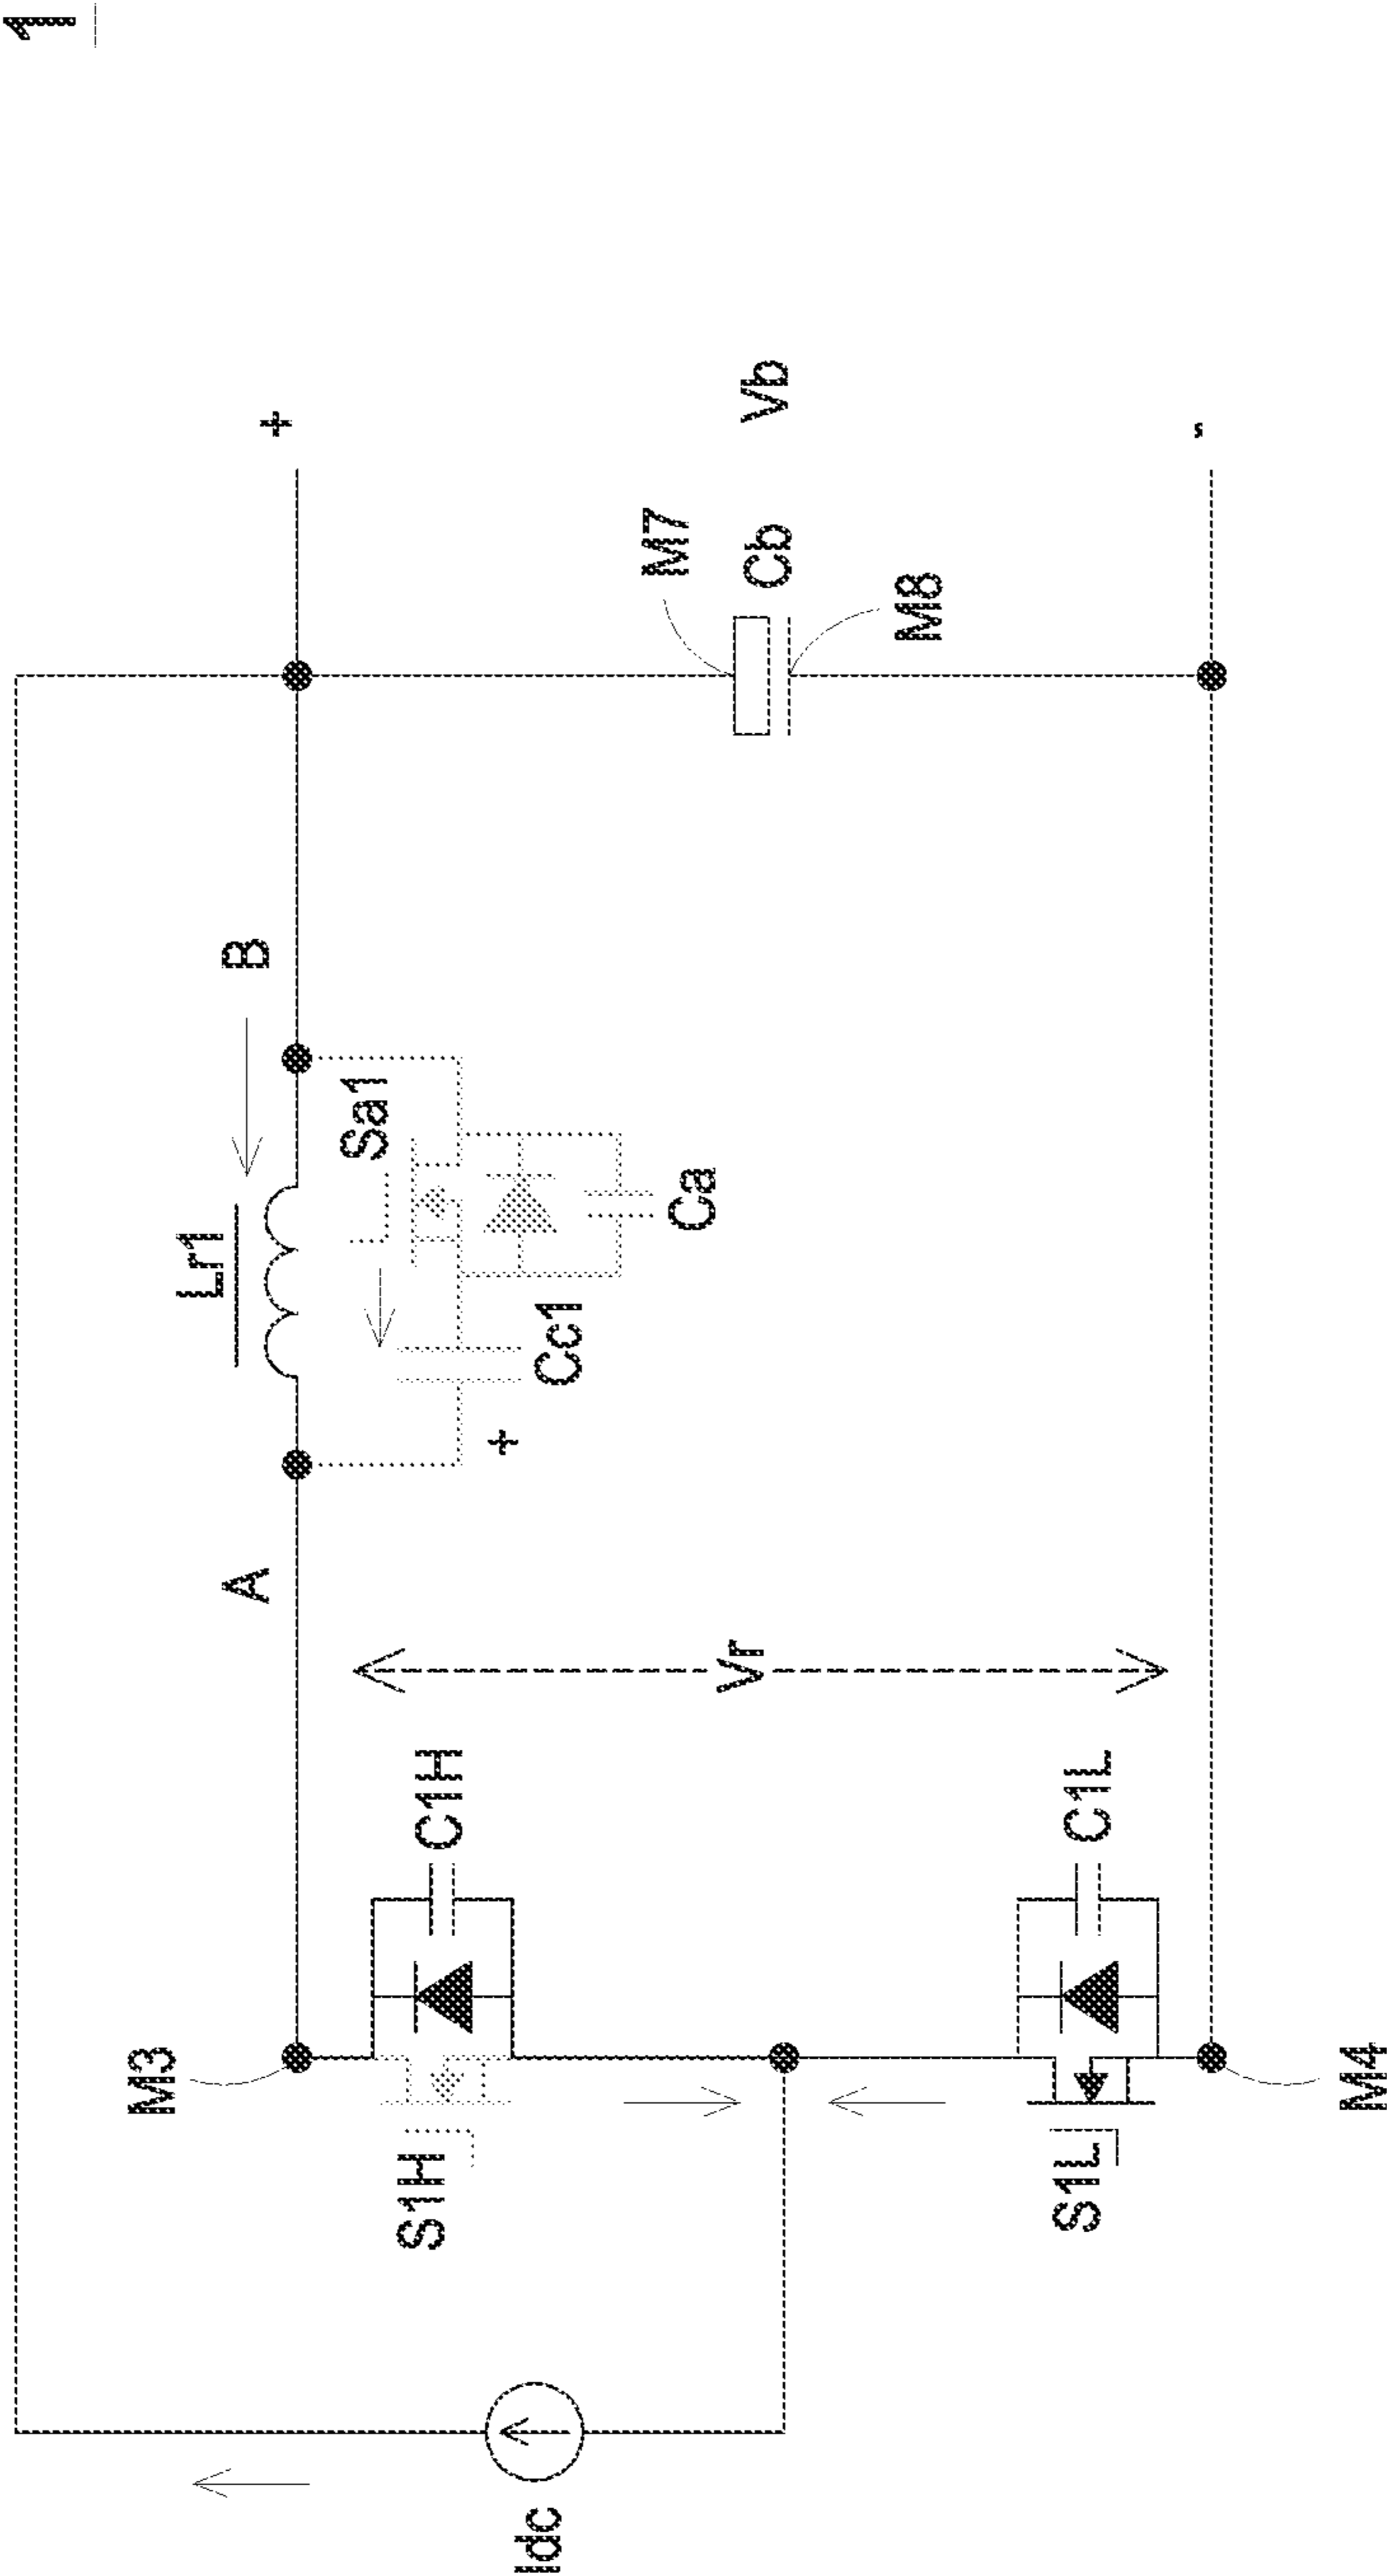 1
+
M7
Cb
Vb
M8
-
B
Lr1
Sa1
Ca
Cc1
+
A
Vr
M3
C1H
S1H
C1L
S1L
M4
Idc